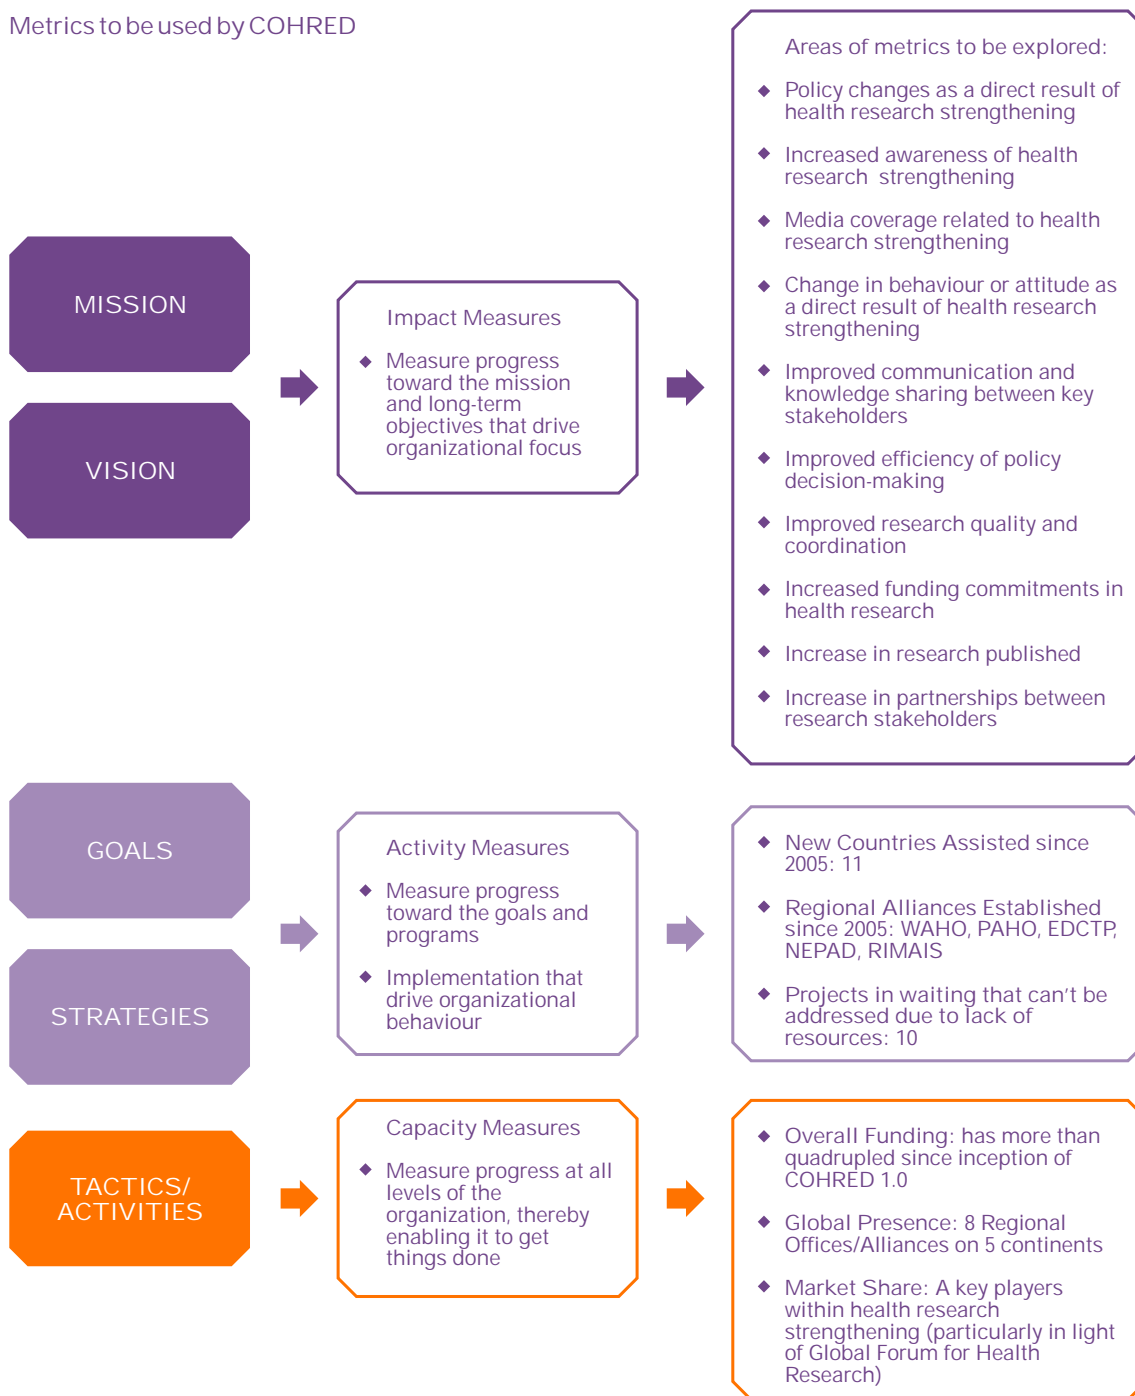 Metrics to be used by COHRED
MISSION
VISION
Impact Measures
◆ Measure progress
toward the mission
and long-term
objectives that drive
organizational focus
Areas of metrics to be explored:
◆ Policy changes as a direct result of
health research strengthening
◆ Increased awareness of health
research strengthening
◆ Media coverage related to health
research strengthening
◆ Change in behaviour or attitude as
a direct result of health research
strengthening
◆ Improved communication and
knowledge sharing between key
stakeholders
◆ Improved efficiency of policy
decision-making
◆ Improved research quality and
coordination
◆ Increased funding commitments in
health research
◆ Increase in research published
◆ Increase in partnerships between
research stakeholders
GOALS
STRATEGIES
Activity Measures
◆ Measure progress
toward the goals and
programs
◆ Implementation that
drive organizational
behaviour
◆ New Countries Assisted since
2005: 11
◆ Regional Alliances Established
since 2005: WAHO, PAHO, EDCTP,
NEPAD, RIMAIS
◆ Projects in waiting that can't be
addressed due to lack of
resources: 10
TACTICS/
ACTIVITIES
Capacity Measures
◆ Measure progress at all
levels of the
organization, thereby
enabling it to get
things done
◆ Overall Funding: has more than
quadrupled since inception of
COHRED 1.0
◆ Global Presence: 8 Regional
Offices/Alliances on 5 continents
◆ Market Share: A key players
within health research
strengthening (particularly in light
of Global Forum for Health
Research)